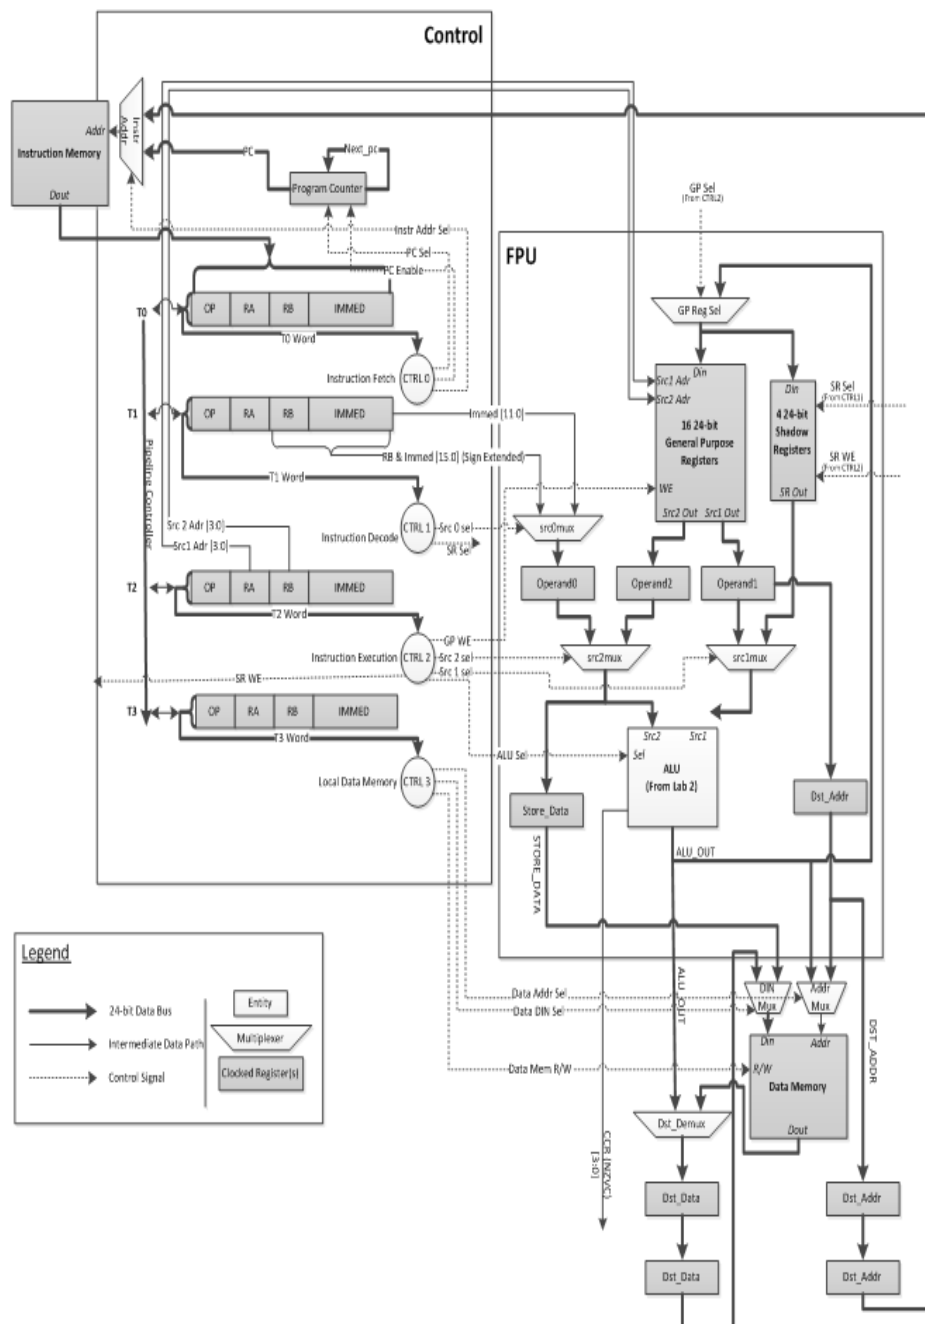 Control
Instruction Memory
Addr
Dout
Instr
Addr
PC
Next_pc
Program Counter
Instr Addr Sel
PC Sel
PC Enable
GP Sel
(From CTRL2)
FPU
GP Reg Sel
T0
OP RA RB IMMED
T0 Word
Instruction Fetch
CTRL 0
Din
Src1 Adr
Src2 Adr
16 24-bit
General Purpose
Registers
WE
Src2 Out Src1 Out
Din
4 24-bit
Shadow
Registers
SR Out
SR Sel
(From CTRL1)
SR WE
(From CTRL2)
T1
OP RA RB IMMED
Immed [11:0]
RB & Immed [15:0] (Sign Extended)
T1 Word
Pipeline Controller
Instruction Decode
CTRL 1
Src 0 sel
SR Sel
src0mux
Src 2 Adr [3:0]
Src1 Adr [3:0]
Operand0
Operand2
Operand1
T2
OP RA RB IMMED
T2 Word
Instruction Execution
CTRL 2
GP WE
Src 2 sel
Src 1 sel
SR WE
src2mux
src1mux
T3
OP RA RB IMMED
T3 Word
ALU Sel
Src2 Src1
Sel
ALU
(From Lab 2)
Local Data Memory
CTRL 3
Store_Data
Dst_Addr
STORE_DATA
ALU_OUT
Legend
24-bit Data Bus
Intermediate Data Path
Control Signal
Entity
Multiplexer
Clocked Register(s)
Data Addr Sel
Data DIN Sel
Data Mem R/W
ALU_OUT
DIN
Mux
Addr
Mux
Din
Addr
R/W
Data Memory
Dout
DST_ADDR
Dst_Demux
CCR (NZVC)
[3:0]
Dst_Data
Dst_Addr
Dst_Data
Dst_Addr